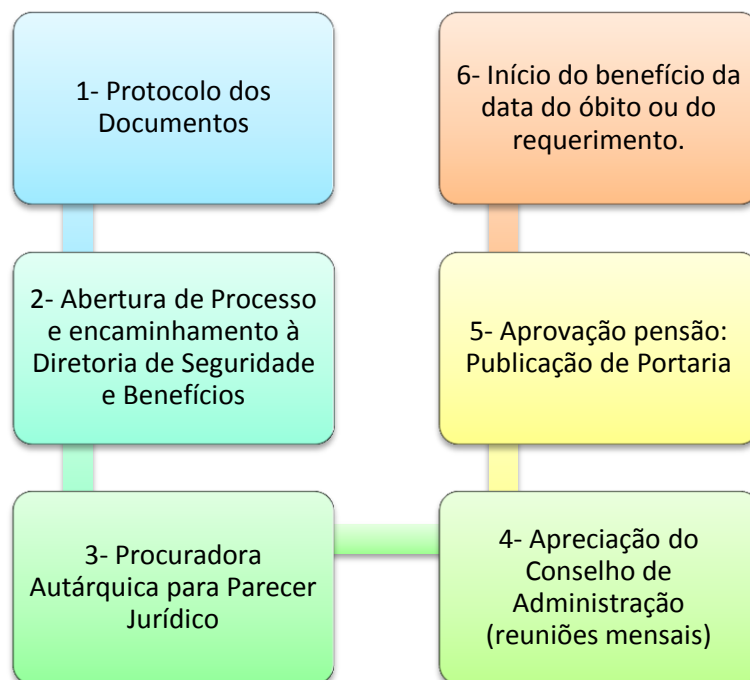 1- Protocolo dos
Documentos
2- Abertura de Processo
e encaminhamento à
Diretoria de Seguridade
e Benefícios
3- Procuradora
Autárquica para Parecer
Jurídico
4- Apreciação do
Conselho de
Administração
(reuniões mensais)
5- Aprovação pensão:
Publicação de Portaria
6- Início do benefício da
data do óbito ou do
requerimento.